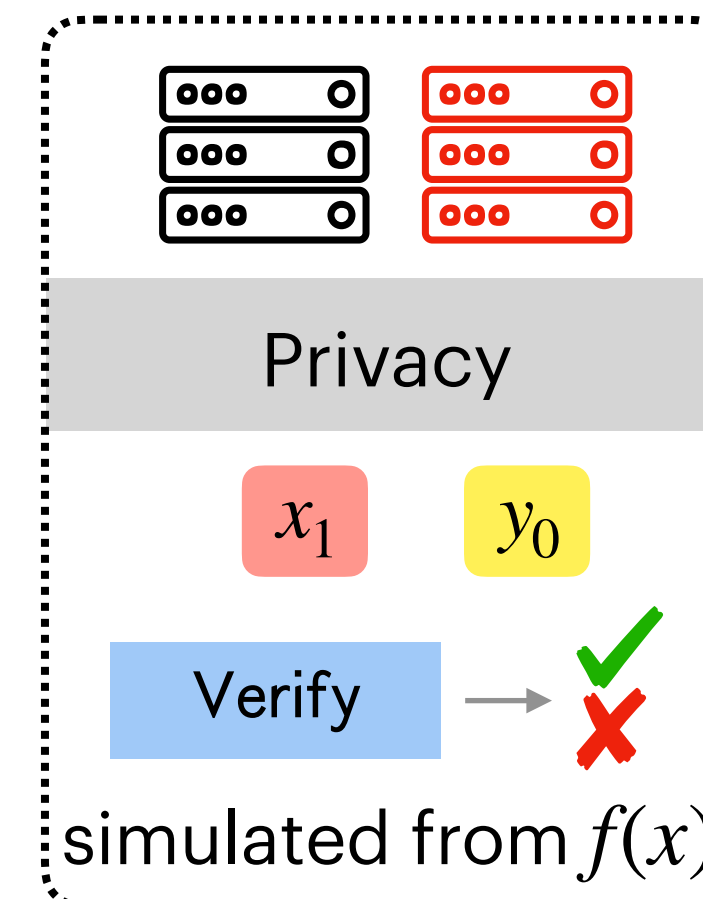 Privacy
x₁ y₀
Verify
simulated from f(x)